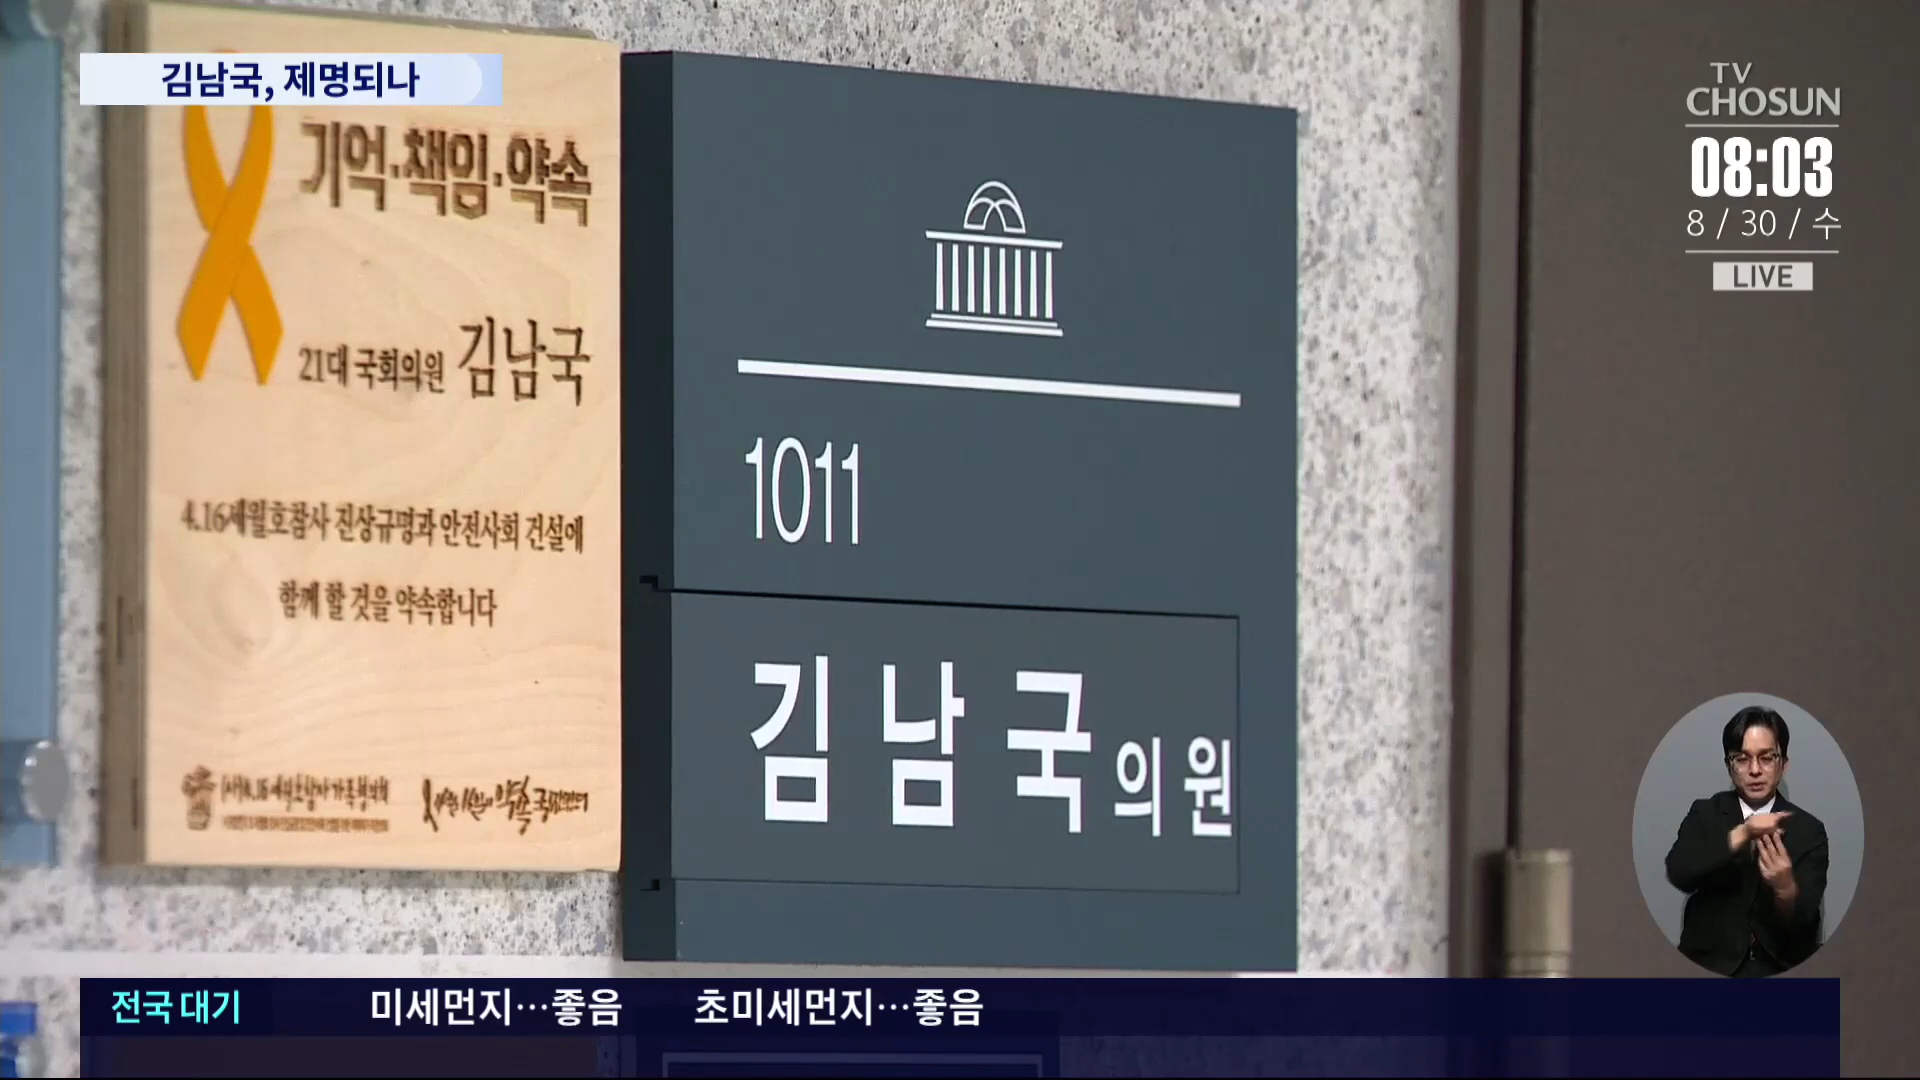 김남국, 제명되나
TV
CHOSUN
08:03
8 / 30 / 수
LIVE
기억·책임·약속
21대 국회의원 김남국
4.16세월호참사 진상규명과 안전사회 건설에
함께 할 것을 약속합니다
1011
김남국의원
전국 대기 미세먼지…좋음 초미세먼지…좋음